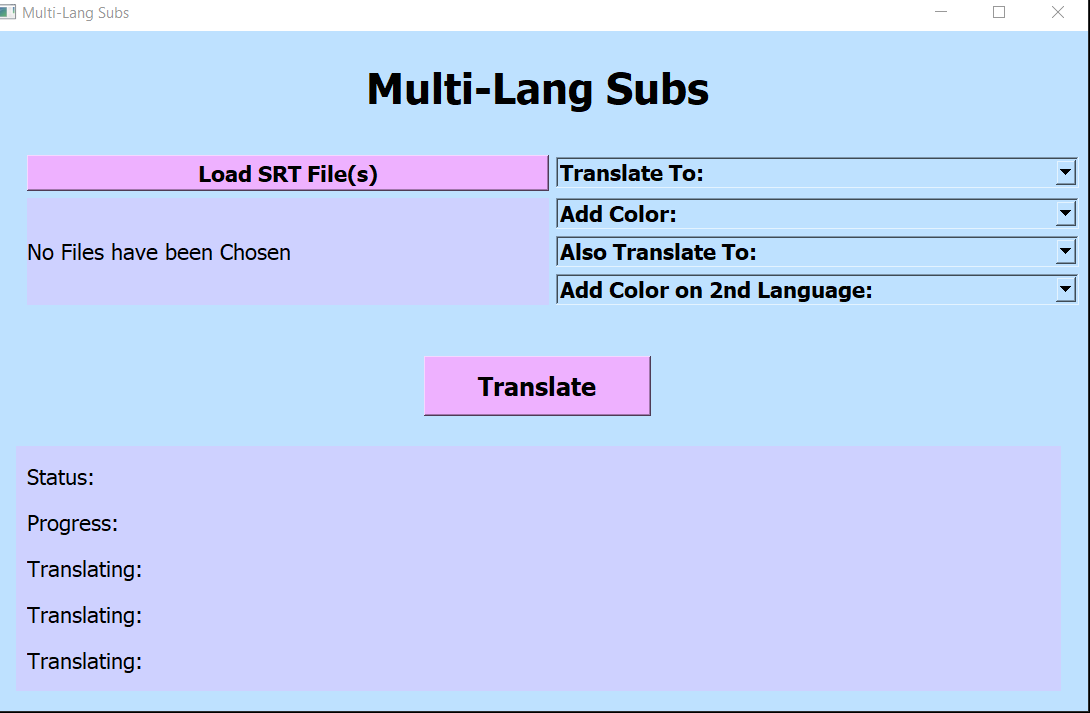 Multi-Lang Subs
Multi-Lang Subs
Load SRT File(s)
Translate To:
No Files have been Chosen
Add Color:
Also Translate To:
Add Color on 2nd Language:
Translate
Status:
Progress:
Translating:
Translating:
Translating: